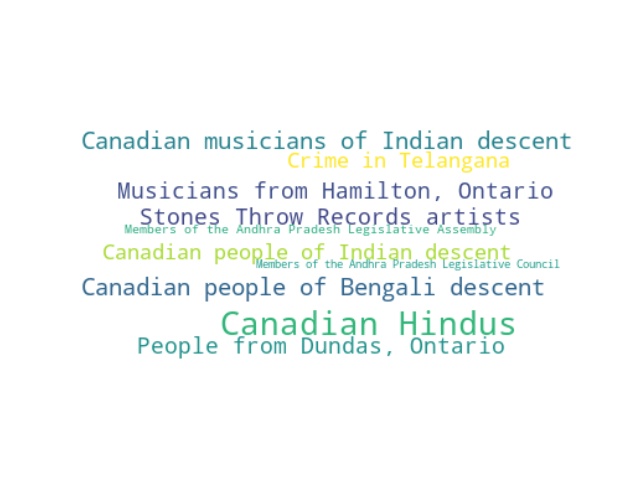 Canadian musicians of Indian descent
Crime in Telangana
Musicians from Hamilton, Ontario
Stones Throw Records artists
Members of the Andhra Pradesh Legislative Assembly
Canadian people of Indian descent
Members of the Andhra Pradesh Legislative Council
Canadian people of Bengali descent
Canadian Hindus
People from Dundas, Ontario